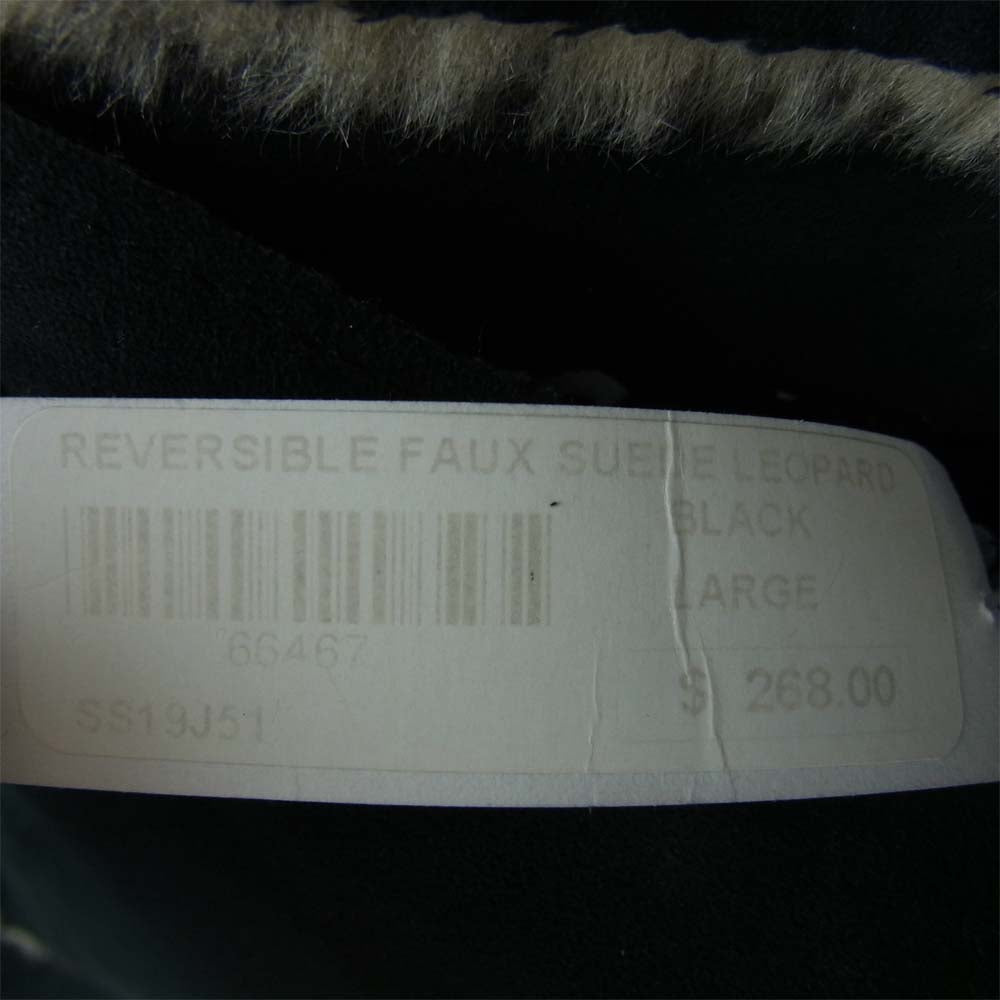 REVERSIBLE FAUX SUEDE LEOPARD
BLACK
LARGE
66467
$ 268.00
SS19J51